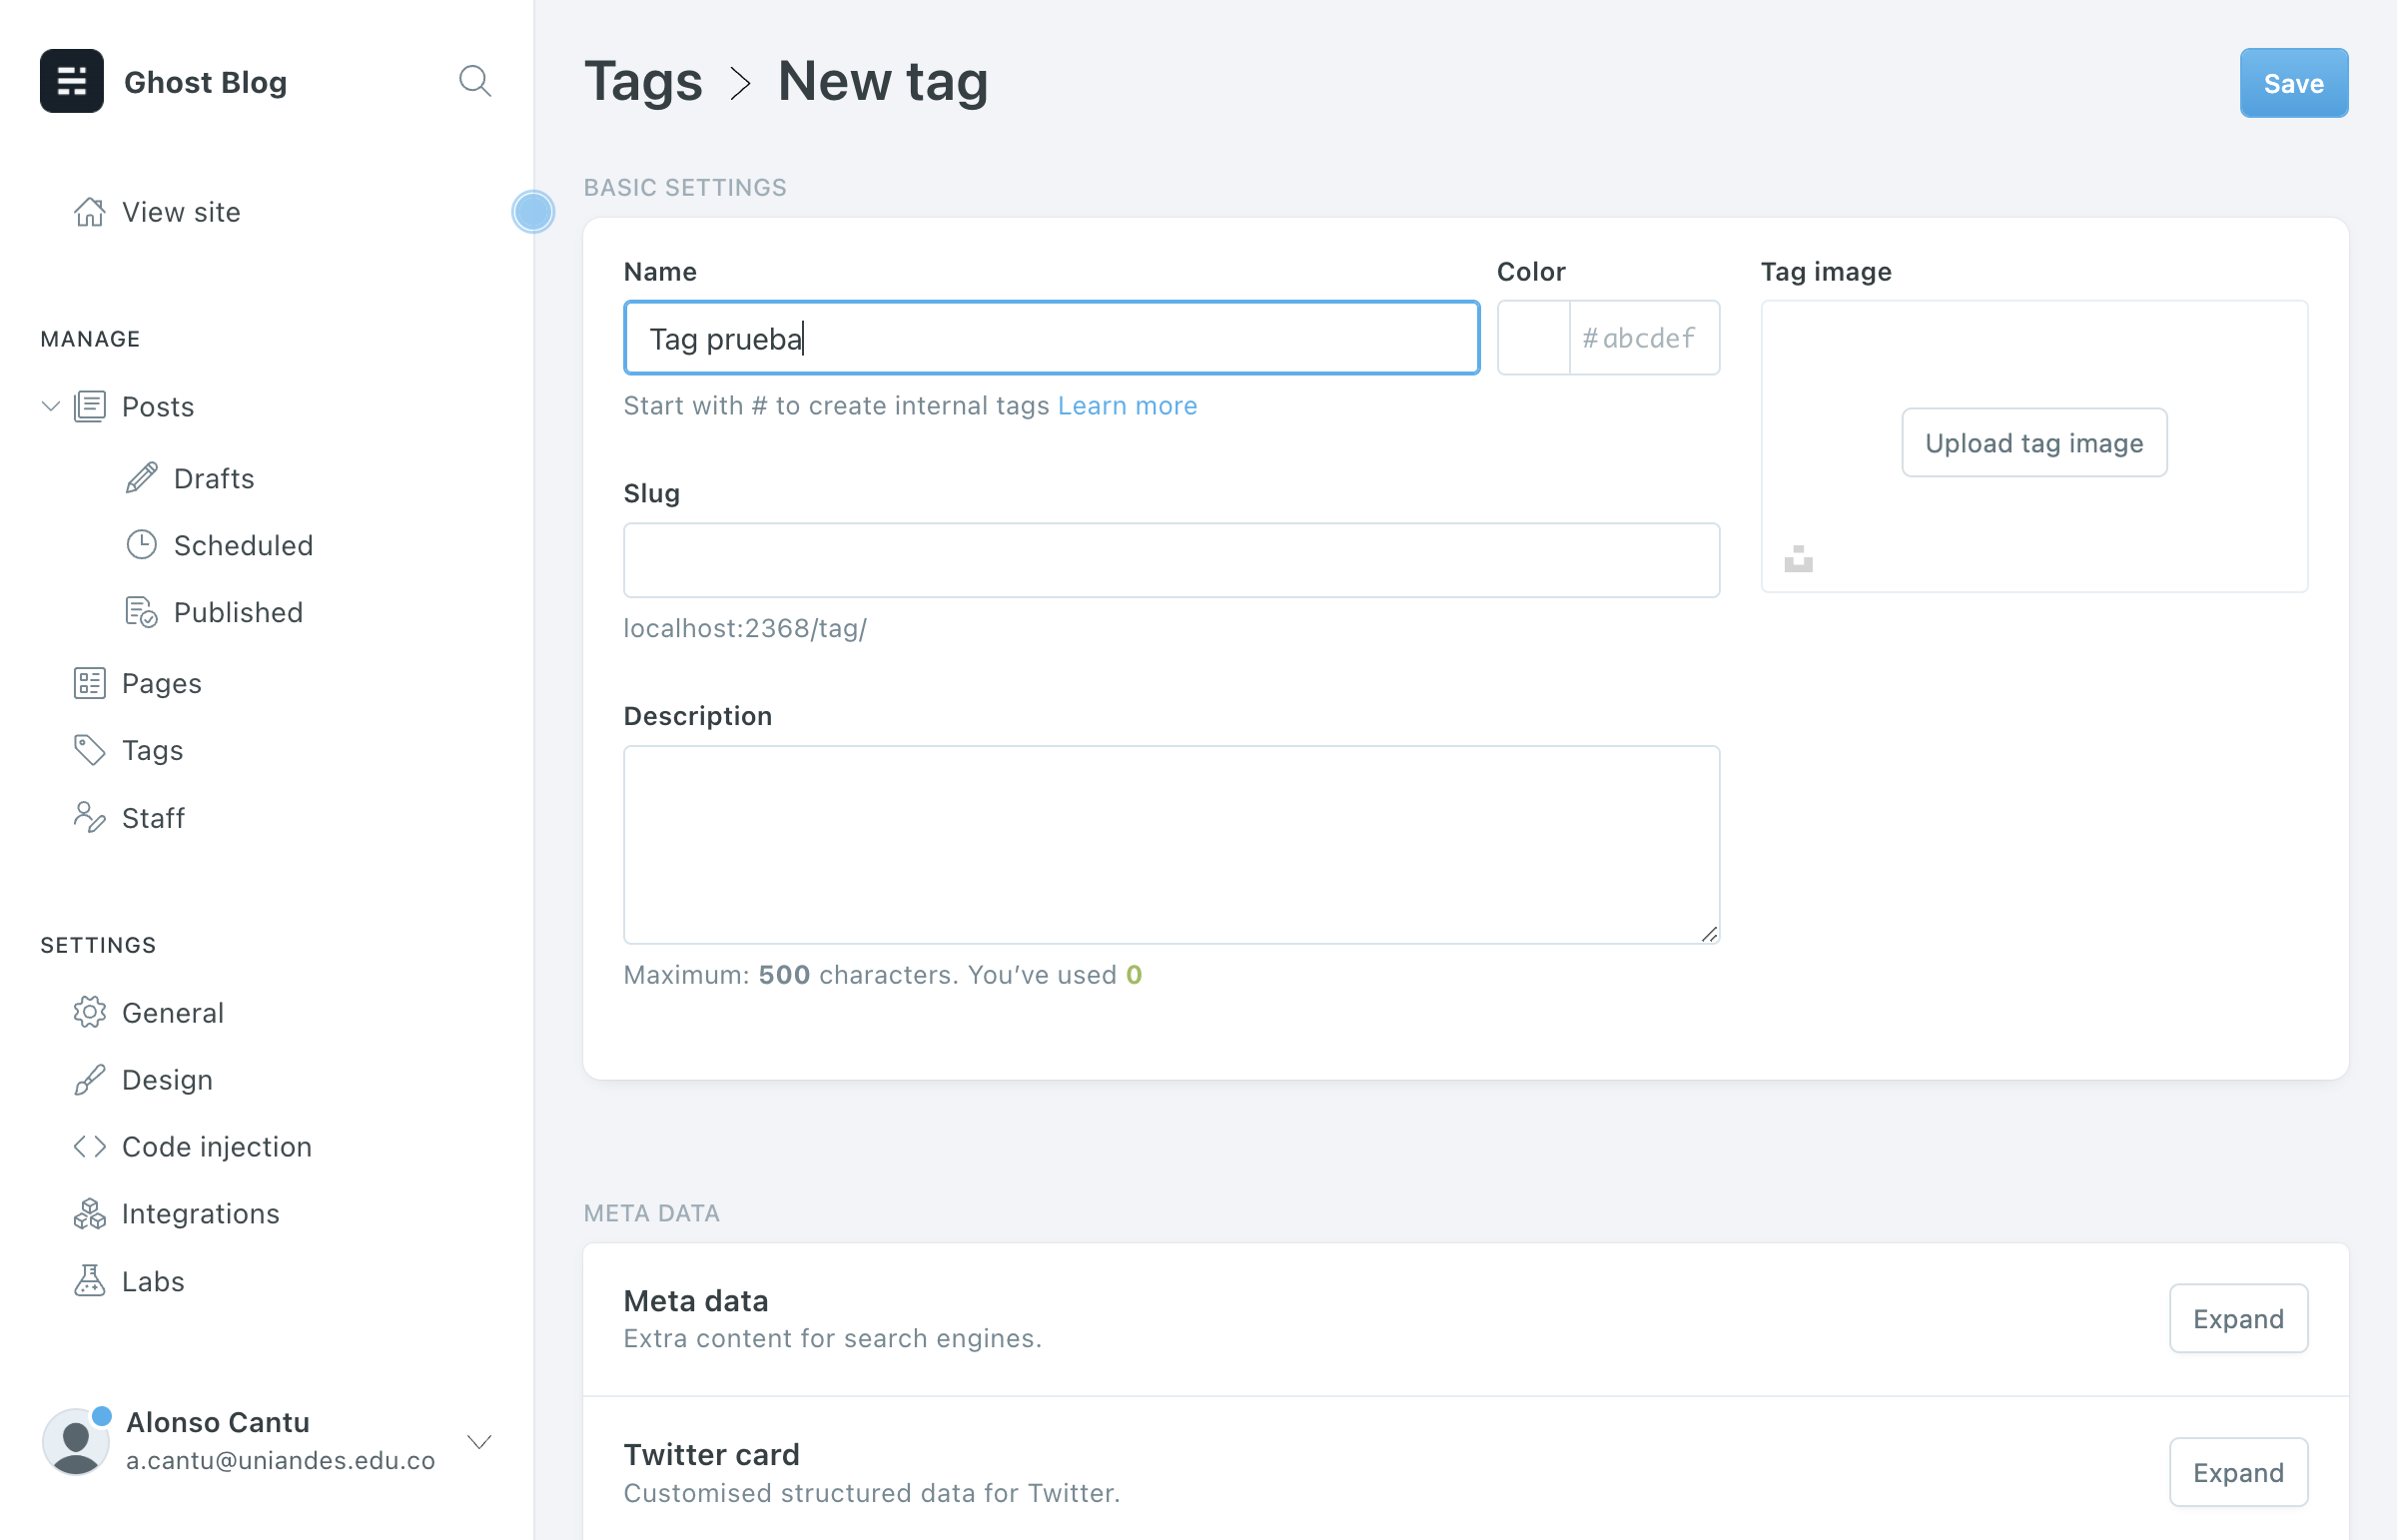 Ghost Blog
View site
MANAGE
Posts
Drafts
Scheduled
Published
Pages
Tags
Staff
SETTINGS
General
Design
Code injection
Integrations
Labs
Alonso Cantu
a.cantu@uniandes.edu.co
Tags > New tag
Save
BASIC SETTINGS
Name
Tag prueba
Start with # to create internal tags Learn more
Color
#abcdef
Tag image
Upload tag image
Slug
localhost:2368/tag/
Description
Maximum: 500 characters. You’ve used 0
META DATA
Meta data
Extra content for search engines.
Expand
Twitter card
Customised structured data for Twitter.
Expand